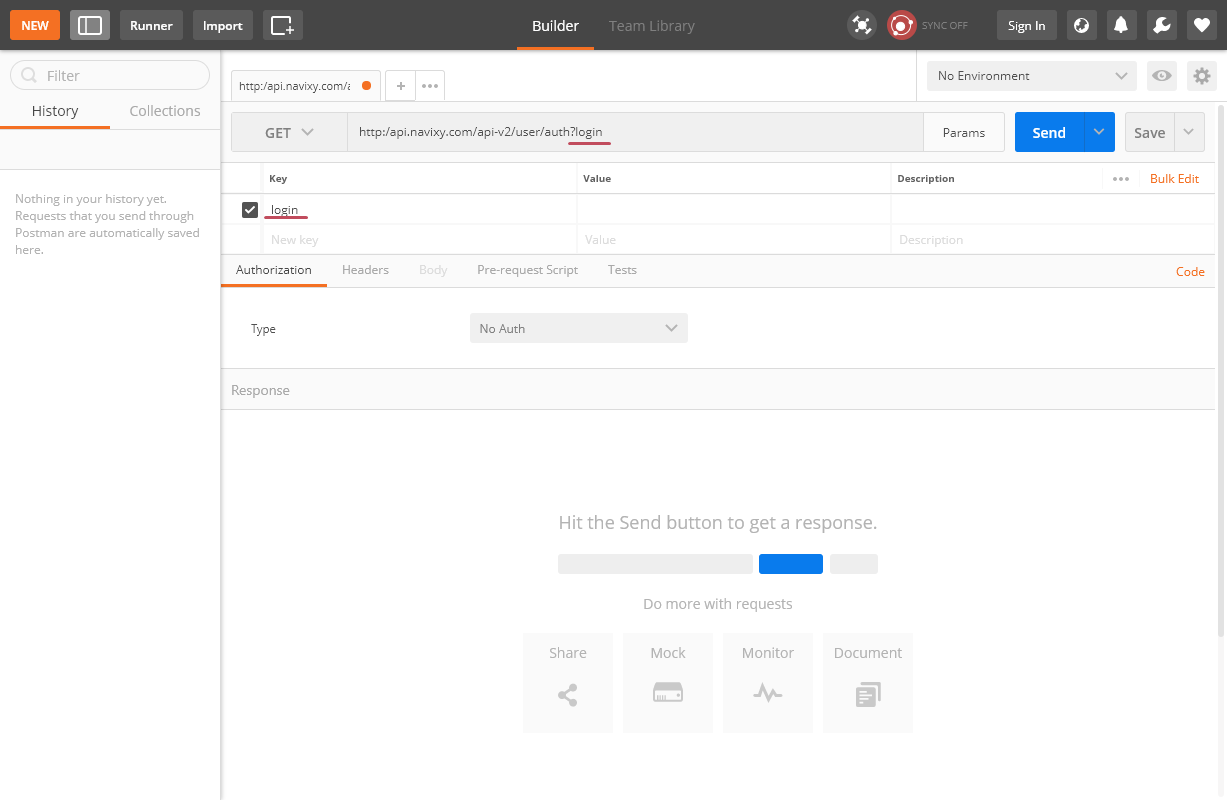 NEW
Runner
Import
Builder
Team Library
SYNC OFF
Sign In
Filter
History
Collections
Nothing in your history yet.
Requests that you send through
Postman are automatically saved
here.
http:/api.navixy.com/a
+
No Environment
GET
http:/api.navixy.com/api-v2/user/auth?login
Params
Send
Save
Key
Value
Description
Bulk Edit
login
New key
Value
Description
Authorization
Headers
Body
Pre-request Script
Tests
Code
Type
No Auth
Response
Hit the Send button to get a response.
Do more with requests
Share
Mock
Monitor
Document